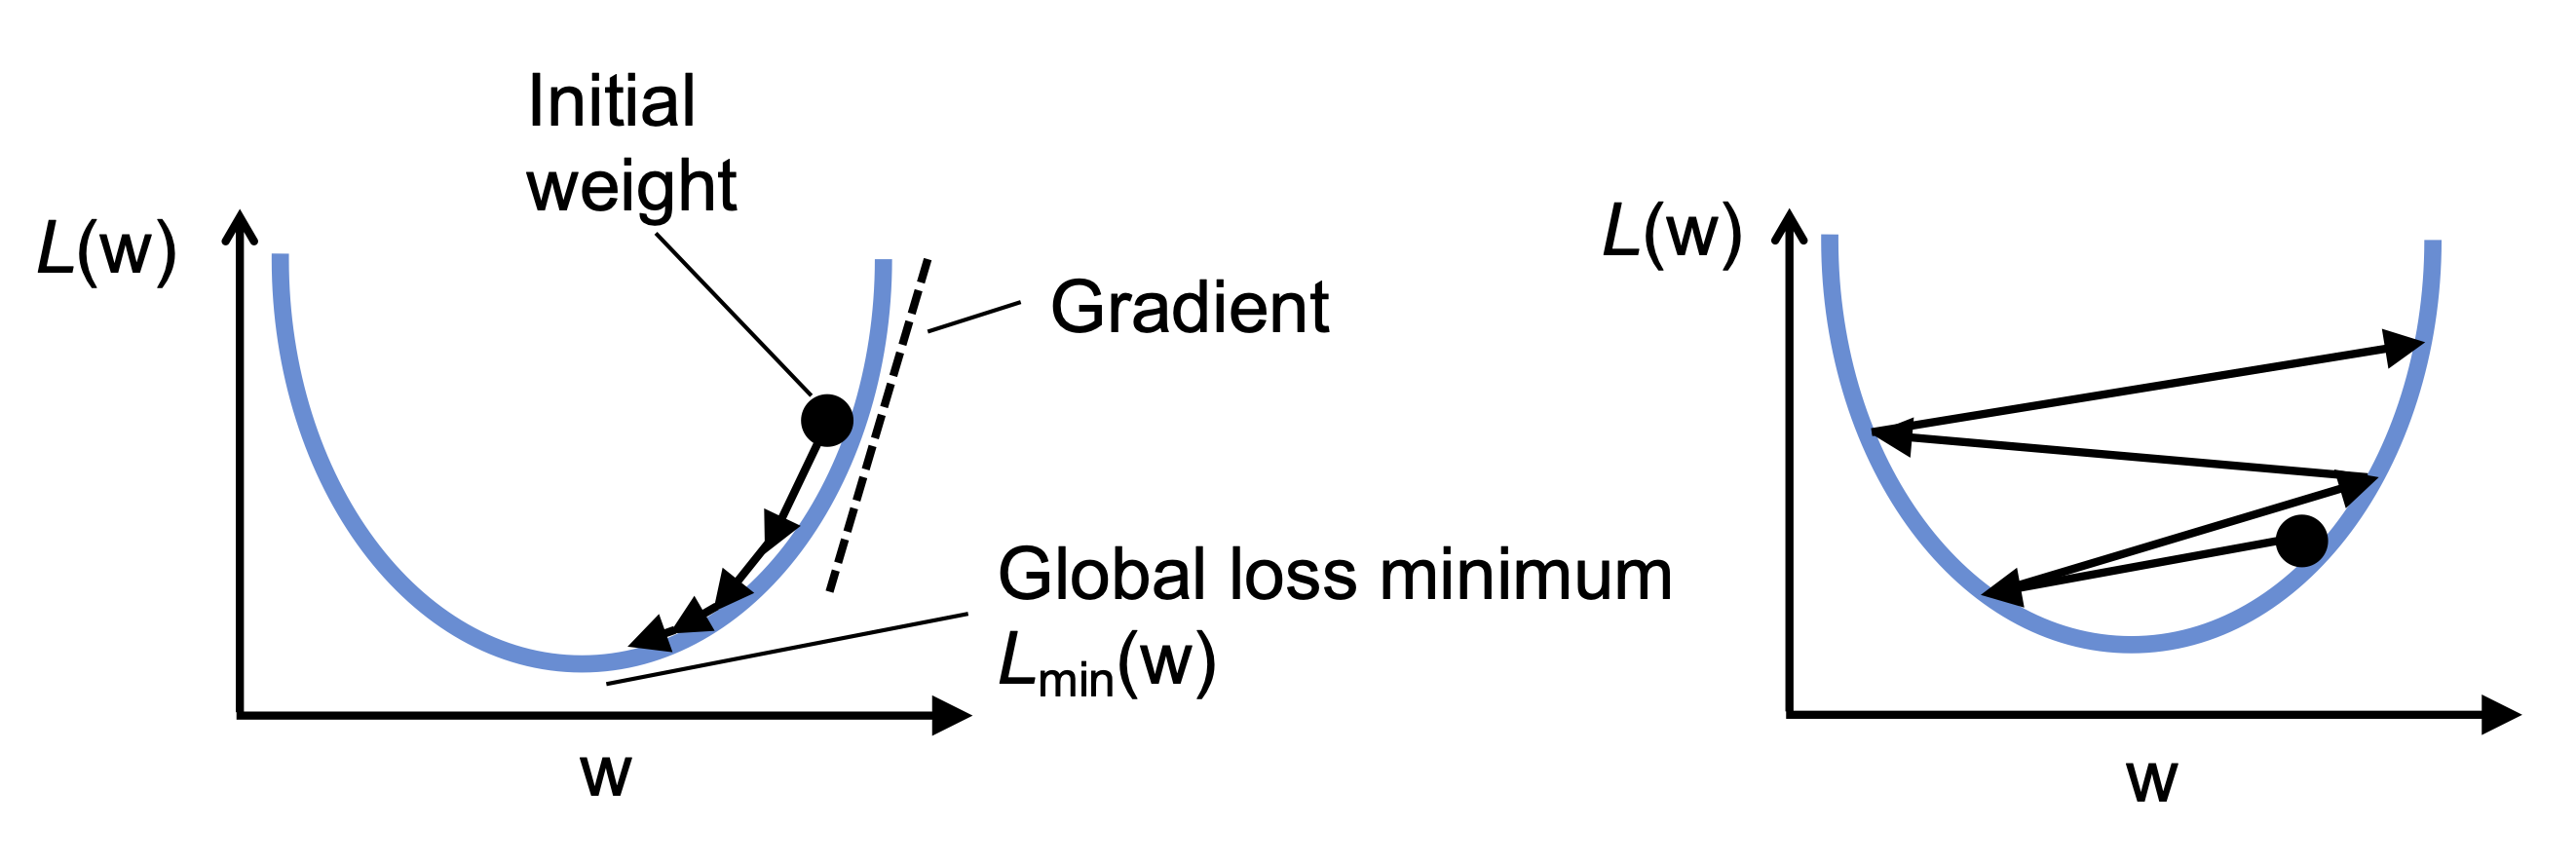 Initial
weight
L(w)
Gradient
Global loss minimum
Lmin(w)
w
L(w)
w